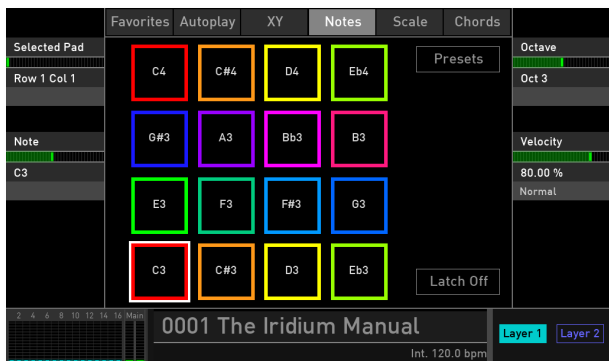 Favorites Autoplay XY Notes Scale Chords
Selected Pad
Row 1 Col 1
Note
C3
C4 C#4 D4 Eb4
G#3 A3 Bb3 B3
E3 F3 F#3 G3
C3 C#3 D3 Eb3
Presets
Latch Off
Octave
Oct 3
Velocity
80.00 %
Normal
2 4 6 8 10 12 14 16 Main
0001 The Iridium Manual
Int. 120.0 bpm
Layer 1 Layer 2